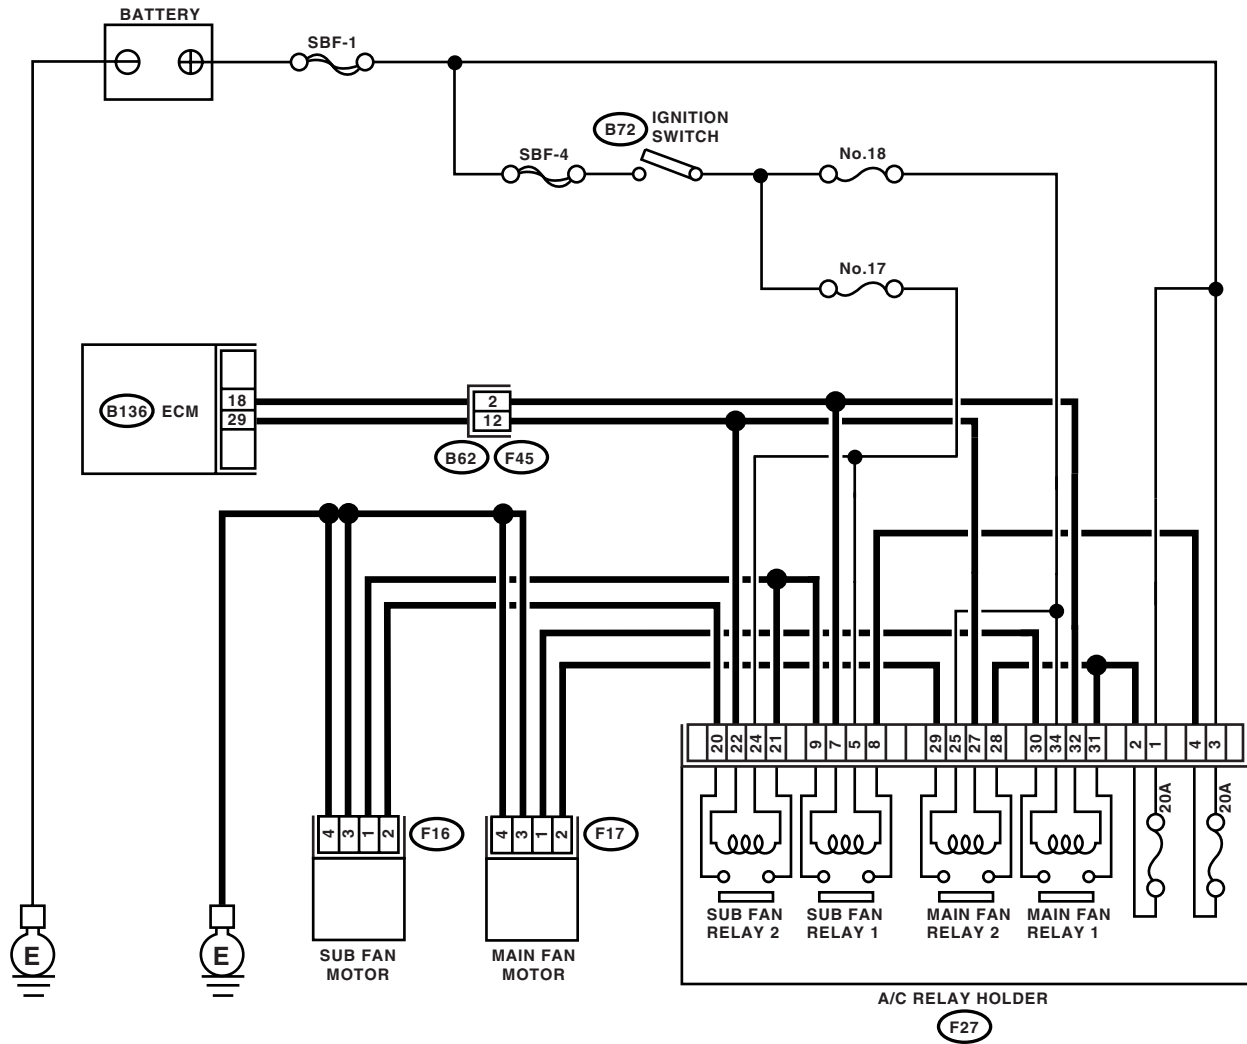 BATTERY
SBF-1
B72
IGNITION
SWITCH
SBF-4
No.18
No.17
B136 ECM
18
29
2
12
B62
F45
20 22 24 21 9 7 5 8 29 25 27 28 30 34 32 31 2 1 4 3
20A
20A
4 3 1 2
F16
4 3 1 2
F17
SUB FAN
RELAY 2
SUB FAN
RELAY 1
MAIN FAN
RELAY 2
MAIN FAN
RELAY 1
E
E
SUB FAN
MOTOR
MAIN FAN
MOTOR
A/C RELAY HOLDER
F27